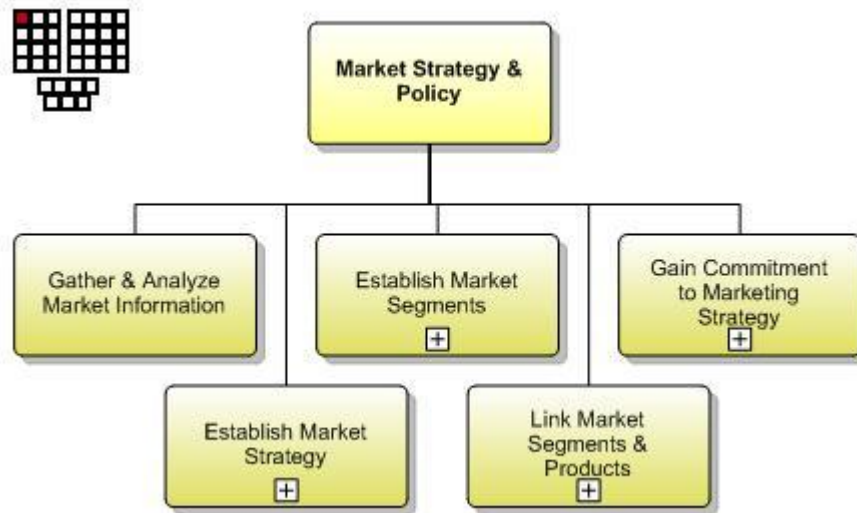 Market Strategy &
Policy
Gather & Analyze
Market Information
Establish Market
Segments
Gain Commitment
to Marketing
Strategy
Establish Market
Strategy
Link Market
Segments &
Products